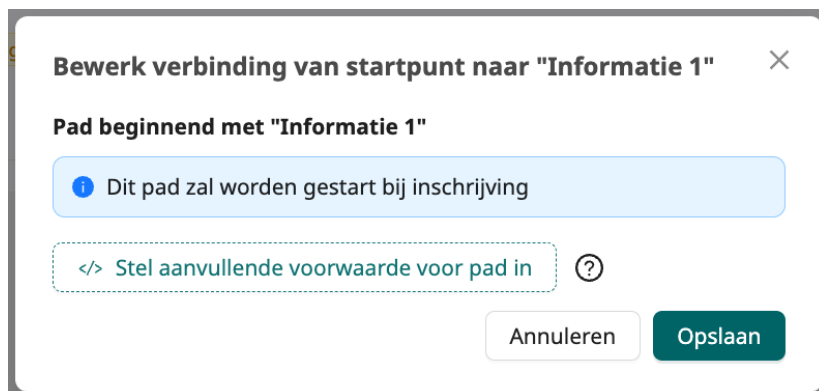 Bewerk verbinding van startpunt naar "Informatie 1"
Pad beginnend met "Informatie 1"
Dit pad zal worden gestart bij inschrijving
</> Stel aanvullende voorwaarde voor pad in
Annuleren Opslaan